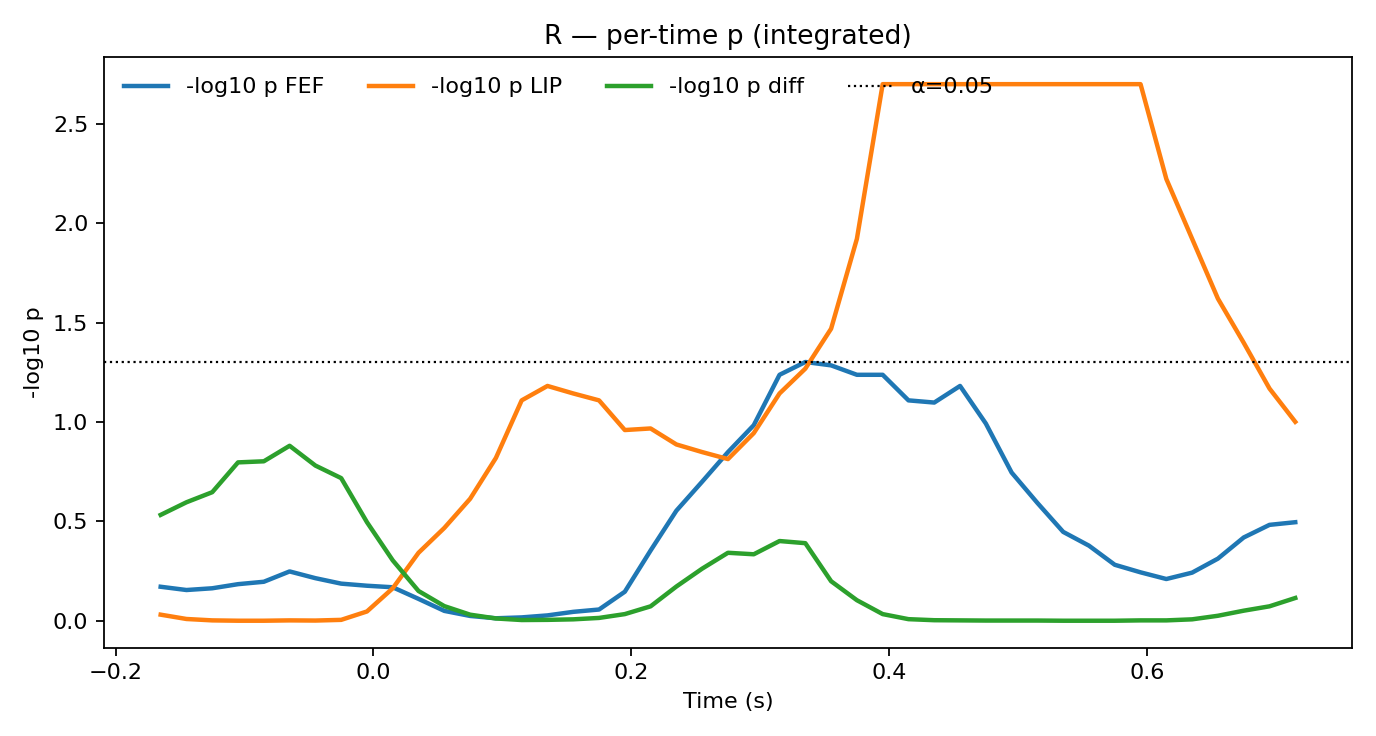 R — per-time p (integrated)
-log10 p FEF -log10 p LIP -log10 p diff α=0.05
-log10 p
2.5
2.0
1.5
1.0
0.5
0.0
−0.2 0.0 0.2 0.4 0.6
Time (s)